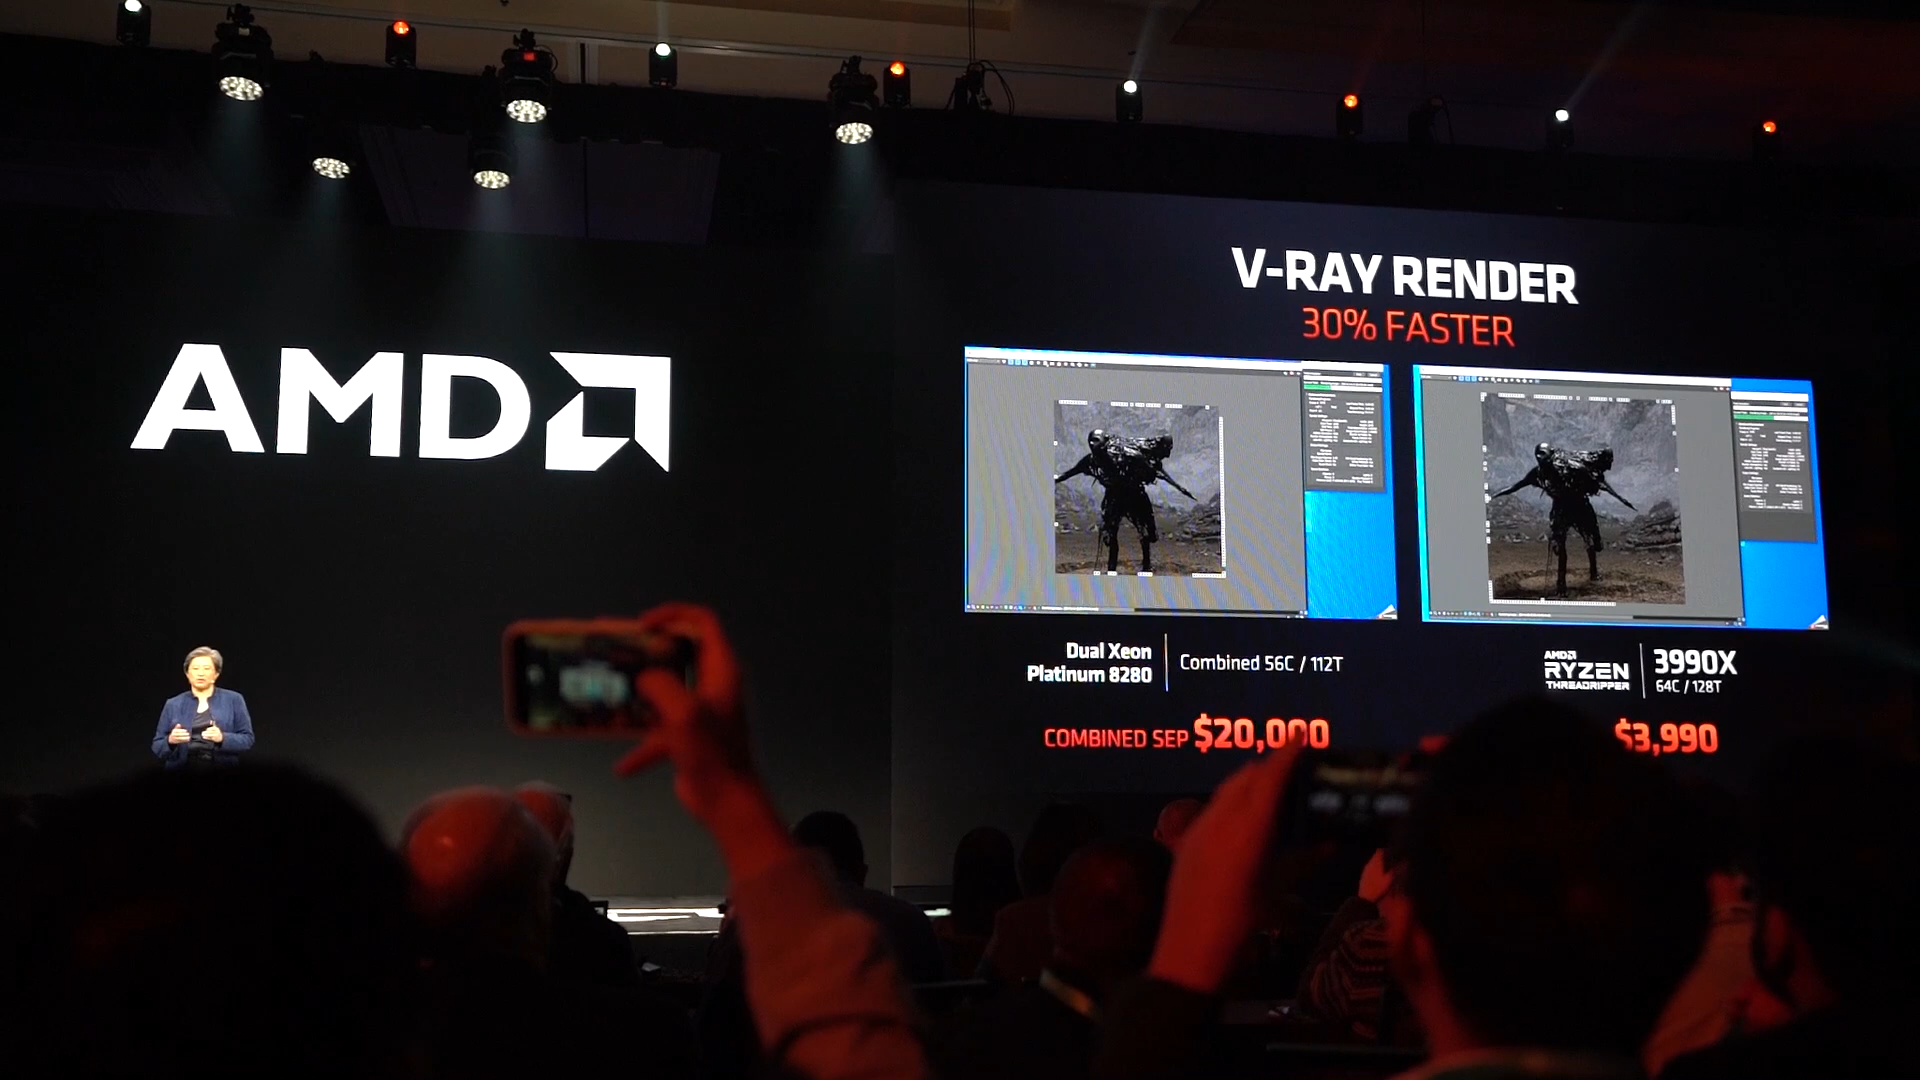 AMD
V-RAY RENDER
30% FASTER
Dual Xeon
Platinum 8280
Combined 56C / 112T
COMBINED SEP $20,000
AMD
RYZEN
THREADRIPPER
3990X
64C / 128T
$3,990